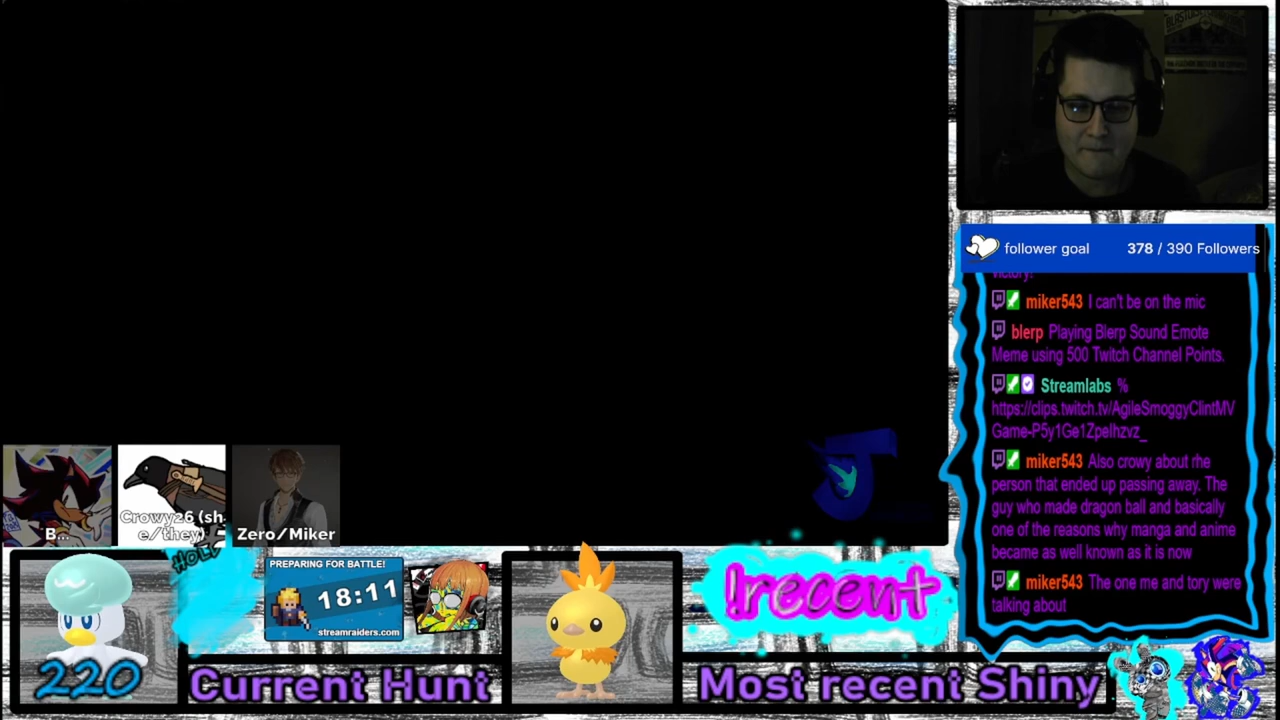 follower goal 378 / 390 Followers
victory!
miker543 I can't be on the mic
blerp Playing Blerp Sound Emote
Meme using 500 Twitch Channel Points.
Streamlabs %
https://clips.twitch.tv/AgileSmoggyClintMV
Game-P5y1Ge1Zpelhzvz_
miker543 Also crowy about rhe
person that ended up passing away. The
guy who made dragon ball and basically
one of the reasons why manga and anime
became as well known as it is now
miker543 The one me and tory were
talking about
B...
Crowy26 (sh
e/they)
Zero/Miker
PREPARING FOR BATTLE!
18:11
streamraiders.com
!recent
220
Current Hunt
Most recent Shiny